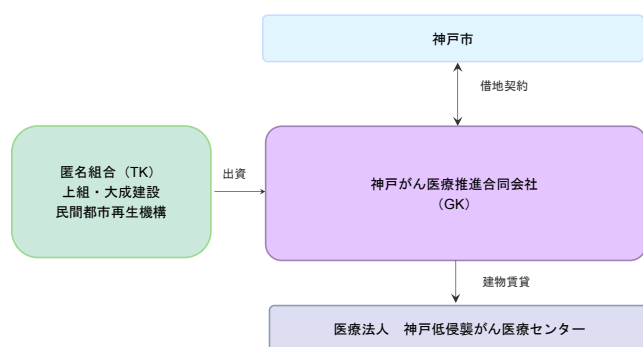 神戸市
借地契約
匿名組合（TK）
上組・大成建設
民間都市再生機構
出資
神戸がん医療推進合同会社
（GK）
建物賃貸
医療法人　神戸低侵襲がん医療センター